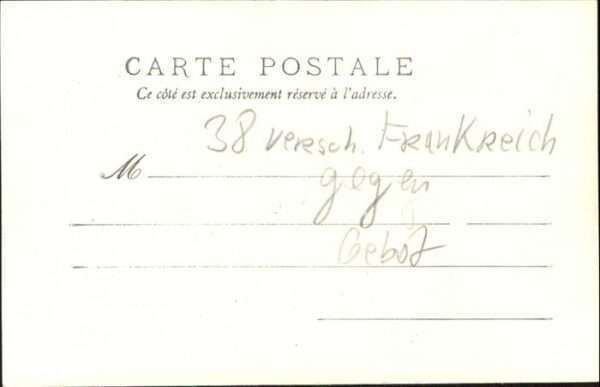 CARTE POSTALE
Ce côté est exclusivement réservé à l'adresse.
38 versch. Frankreich
M
gegen
Gebot